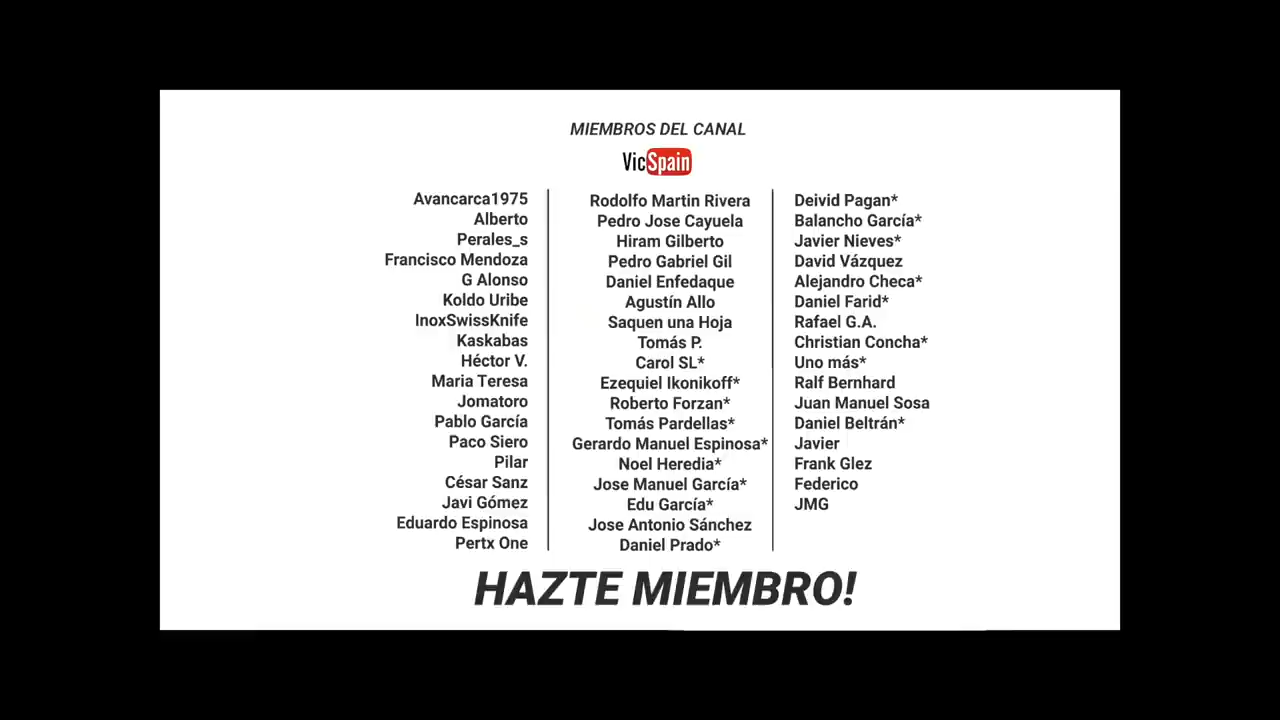 MIEMBROS DEL CANAL
VicSpain
Avancarca1975
Alberto
Perales_s
Francisco Mendoza
G Alonso
Koldo Uribe
InoxSwissKnife
Kaskabas
Héctor V.
Maria Teresa
Jomatoro
Pablo García
Paco Siero
Pilar
César Sanz
Javi Gómez
Eduardo Espinosa
Pertx One
Rodolfo Martin Rivera
Pedro Jose Cayuela
Hiram Gilberto
Pedro Gabriel Gil
Daniel Enfedaque
Agustín Allo
Saquen una Hoja
Tomás P.
Carol SL*
Ezequiel Ikonikoff*
Roberto Forzan*
Tomás Pardellas*
Gerardo Manuel Espinosa*
Noel Heredia*
Jose Manuel García*
Edu García*
Jose Antonio Sánchez
Daniel Prado*
Deivid Pagan*
Balancho García*
Javier Nieves*
David Vázquez
Alejandro Checa*
Daniel Farid*
Rafael G.A.
Christian Concha*
Uno más*
Ralf Bernhard
Juan Manuel Sosa
Daniel Beltrán*
Javier
Frank Glez
Federico
JMG
HAZTE MIEMBRO!